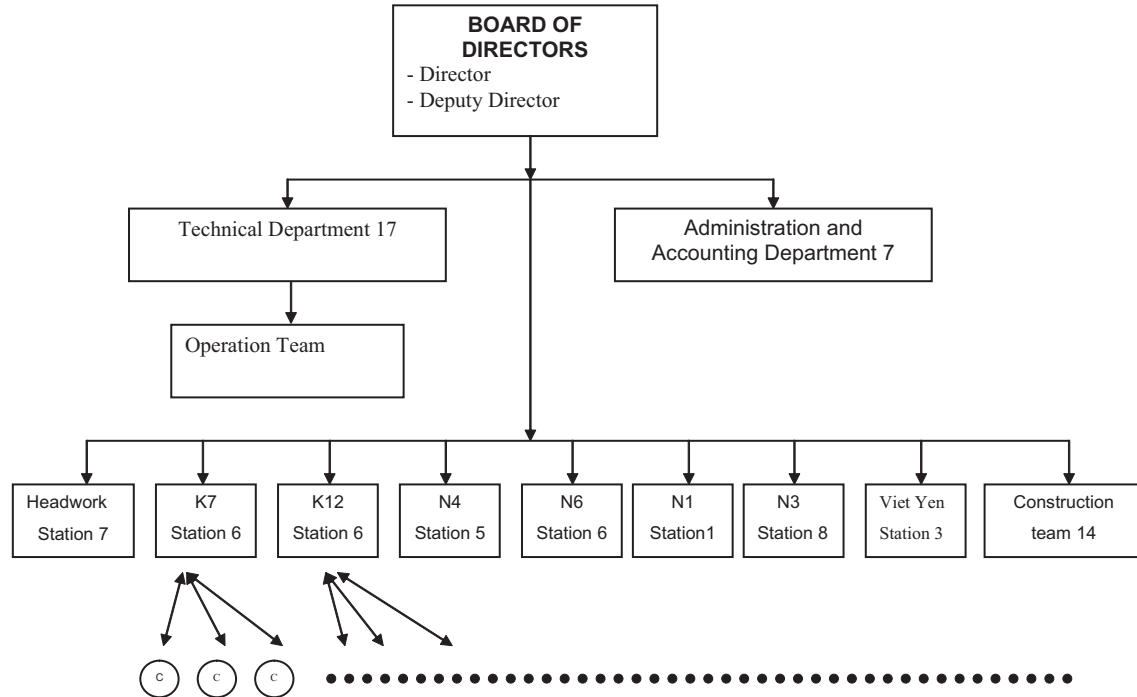 BOARD OF
DIRECTORS
- Director
- Deputy Director
Technical Department 17
Administration and
Accounting Department 7
Operation Team
Headwork
Station 7
K7
Station 6
K12
Station 6
N4
Station 5
N6
Station 6
N1
Station1
N3
Station 8
Viet Yen
Station 3
Construction
team 14
C
C
C